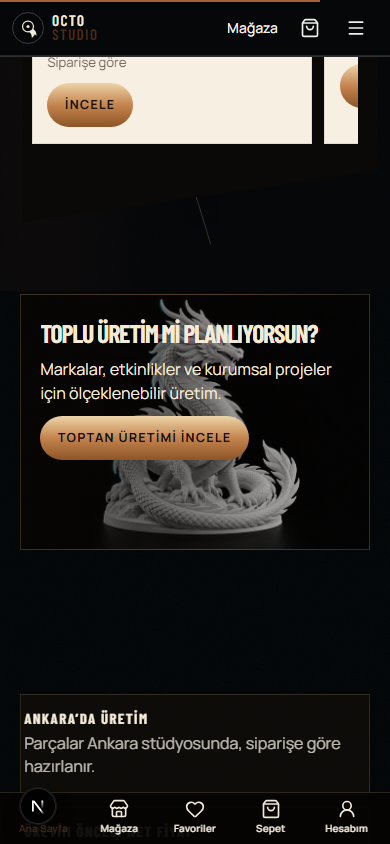 OCTO
STUDIO
Mağaza
Siparişe göre
İNCELE
TOPLU ÜRETİM Mİ PLANLIYORSUN?
Markalar, etkinlikler ve kurumsal projeler
için ölçeklenebilir üretim.
TOPTAN ÜRETİMİ İNCELE
ANKARA'DA ÜRETİM
Parçalar Ankara stüdyosunda, siparişe göre
hazırlanır.
N
Ana Sayfa
Mağaza
Favoriler
Sepet
Hesabım